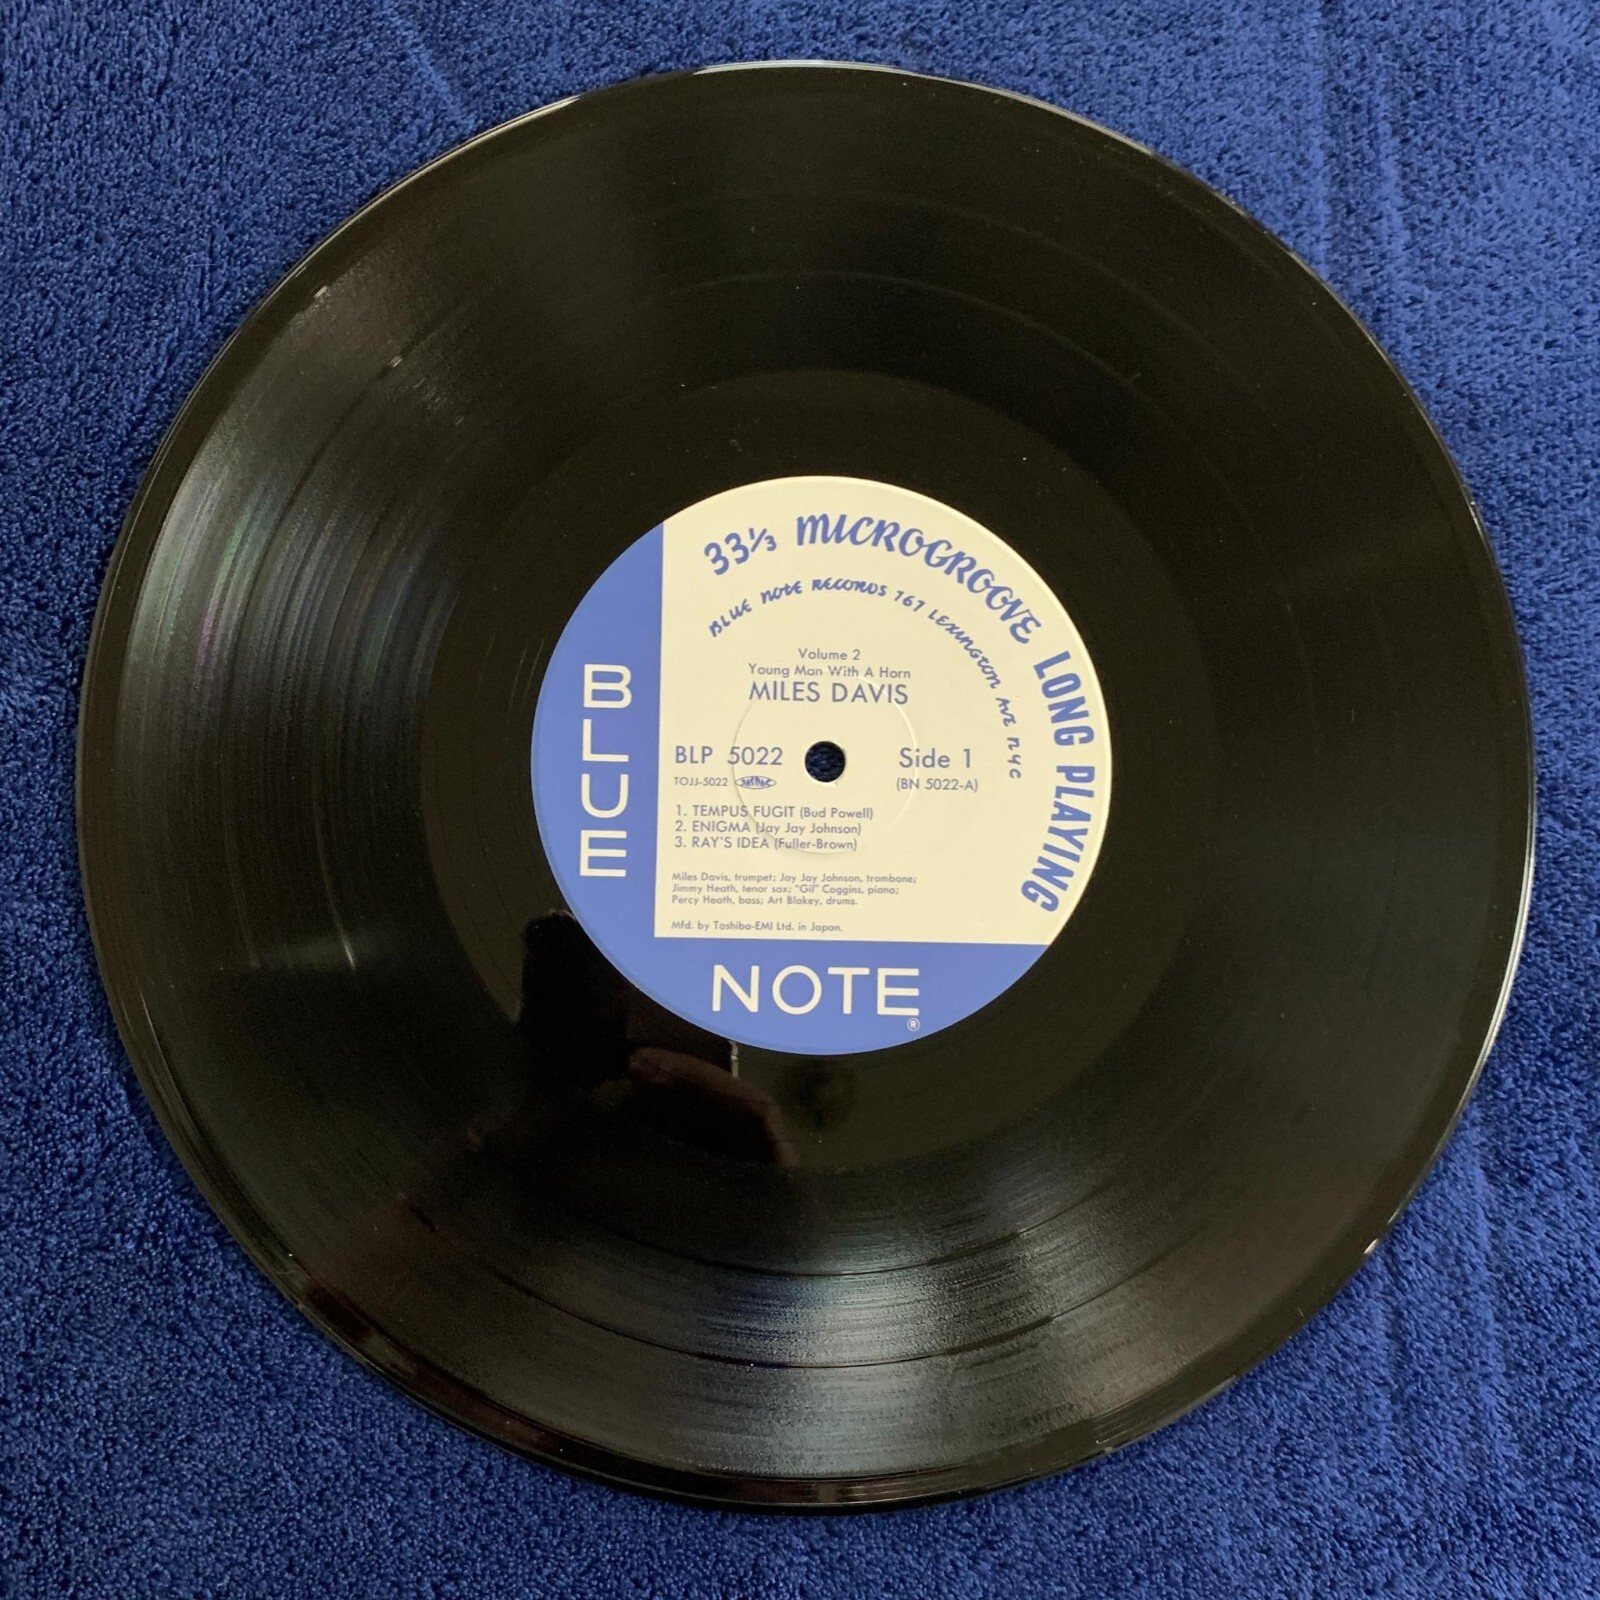 33⅓ MICROGROOVE LONG PLAYING
BLUE NOTE RECORDS 767 LEXINGTON AVE NYC
Volume 2
Young Man With A Horn
MILES DAVIS
BLP 5022
Side 1
TOJJ-5022
(BN 5022-A)
1. TEMPUS FUGIT (Bud Powell)
2. ENIGMA (Jay Jay Johnson)
3. RAY'S IDEA (Fuller-Brown)
Miles Davis, trumpet; Jay Jay Johnson, trombone;
Jimmy Heath, tenor sax; "Gil" Coggins, piano;
Percy Heath, bass; Art Blakey, drums.
Mfd. by Toshiba-EMI Ltd. in Japan.
BLUE
NOTE
®